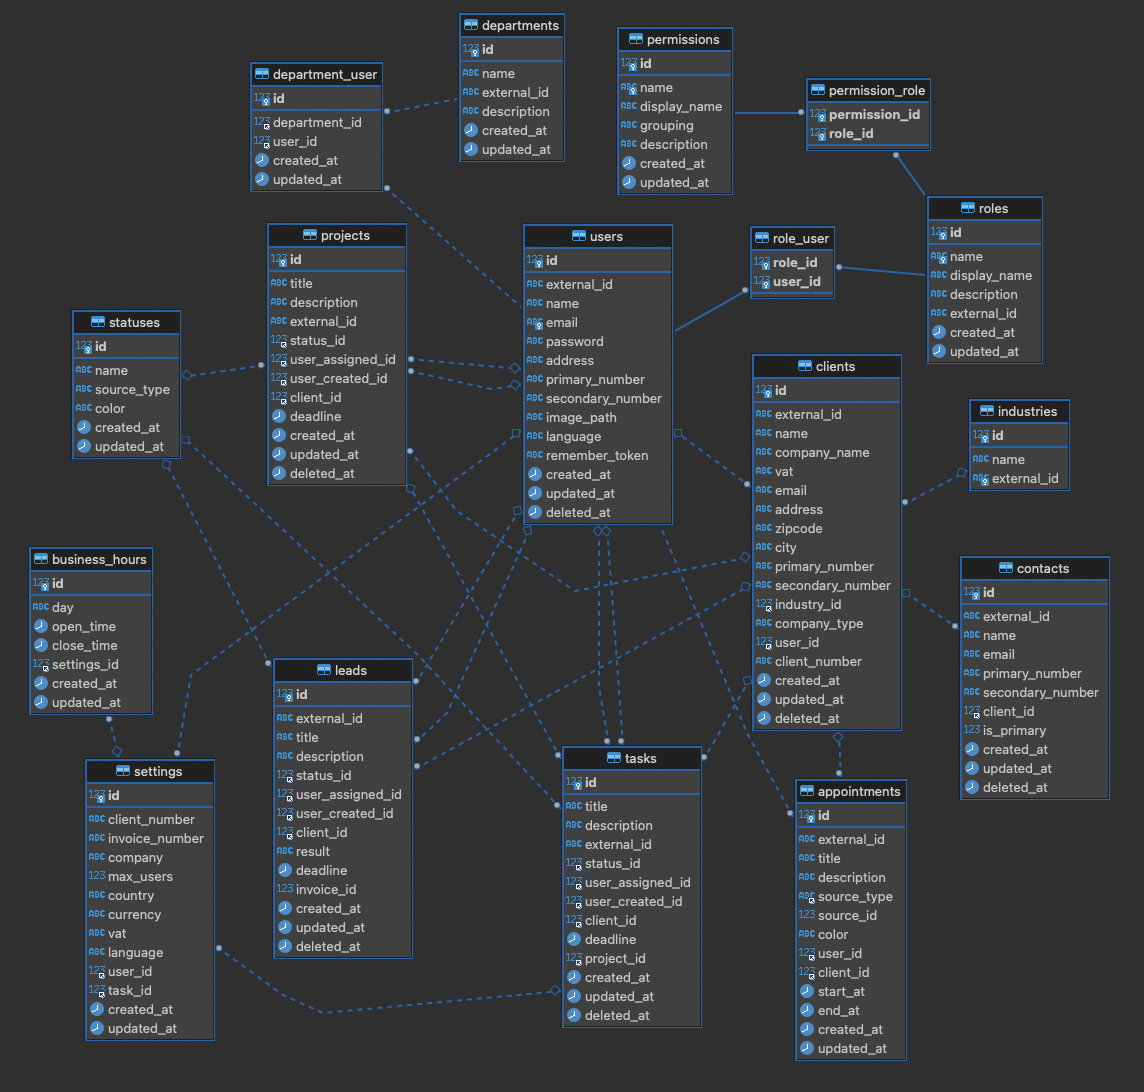 departments
id
name
external_id
description
created_at
updated_at
permissions
id
name
display_name
grouping
description
created_at
updated_at
department_user
id
department_id
user_id
created_at
updated_at
permission_role
permission_id
role_id
roles
id
name
display_name
description
external_id
created_at
updated_at
projects
id
title
description
external_id
status_id
user_assigned_id
user_created_id
client_id
deadline
created_at
updated_at
deleted_at
users
id
external_id
name
email
password
address
primary_number
secondary_number
image_path
language
remember_token
created_at
updated_at
deleted_at
role_user
role_id
user_id
statuses
id
name
source_type
color
created_at
updated_at
clients
id
external_id
name
company_name
vat
email
address
zipcode
city
primary_number
secondary_number
industry_id
company_type
user_id
client_number
created_at
updated_at
deleted_at
industries
id
name
external_id
business_hours
id
day
open_time
close_time
settings_id
created_at
updated_at
contacts
id
external_id
name
email
primary_number
secondary_number
client_id
is_primary
created_at
updated_at
deleted_at
leads
id
external_id
title
description
status_id
user_assigned_id
user_created_id
client_id
result
deadline
invoice_id
created_at
updated_at
deleted_at
settings
id
client_number
invoice_number
company
max_users
country
currency
vat
language
user_id
task_id
created_at
updated_at
tasks
id
title
description
external_id
status_id
user_assigned_id
user_created_id
client_id
deadline
project_id
created_at
updated_at
deleted_at
appointments
id
external_id
title
description
source_type
source_id
color
user_id
client_id
start_at
end_at
created_at
updated_at